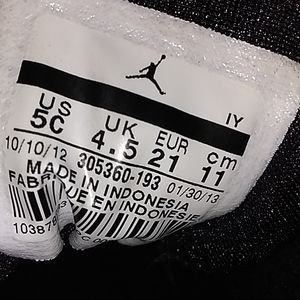 IY
US UK EUR cm
5C 4.5 21 11
10/10/12 305360-193 01/30/13
MADE IN INDONESIA
FABRIQUE EN INDONESIE